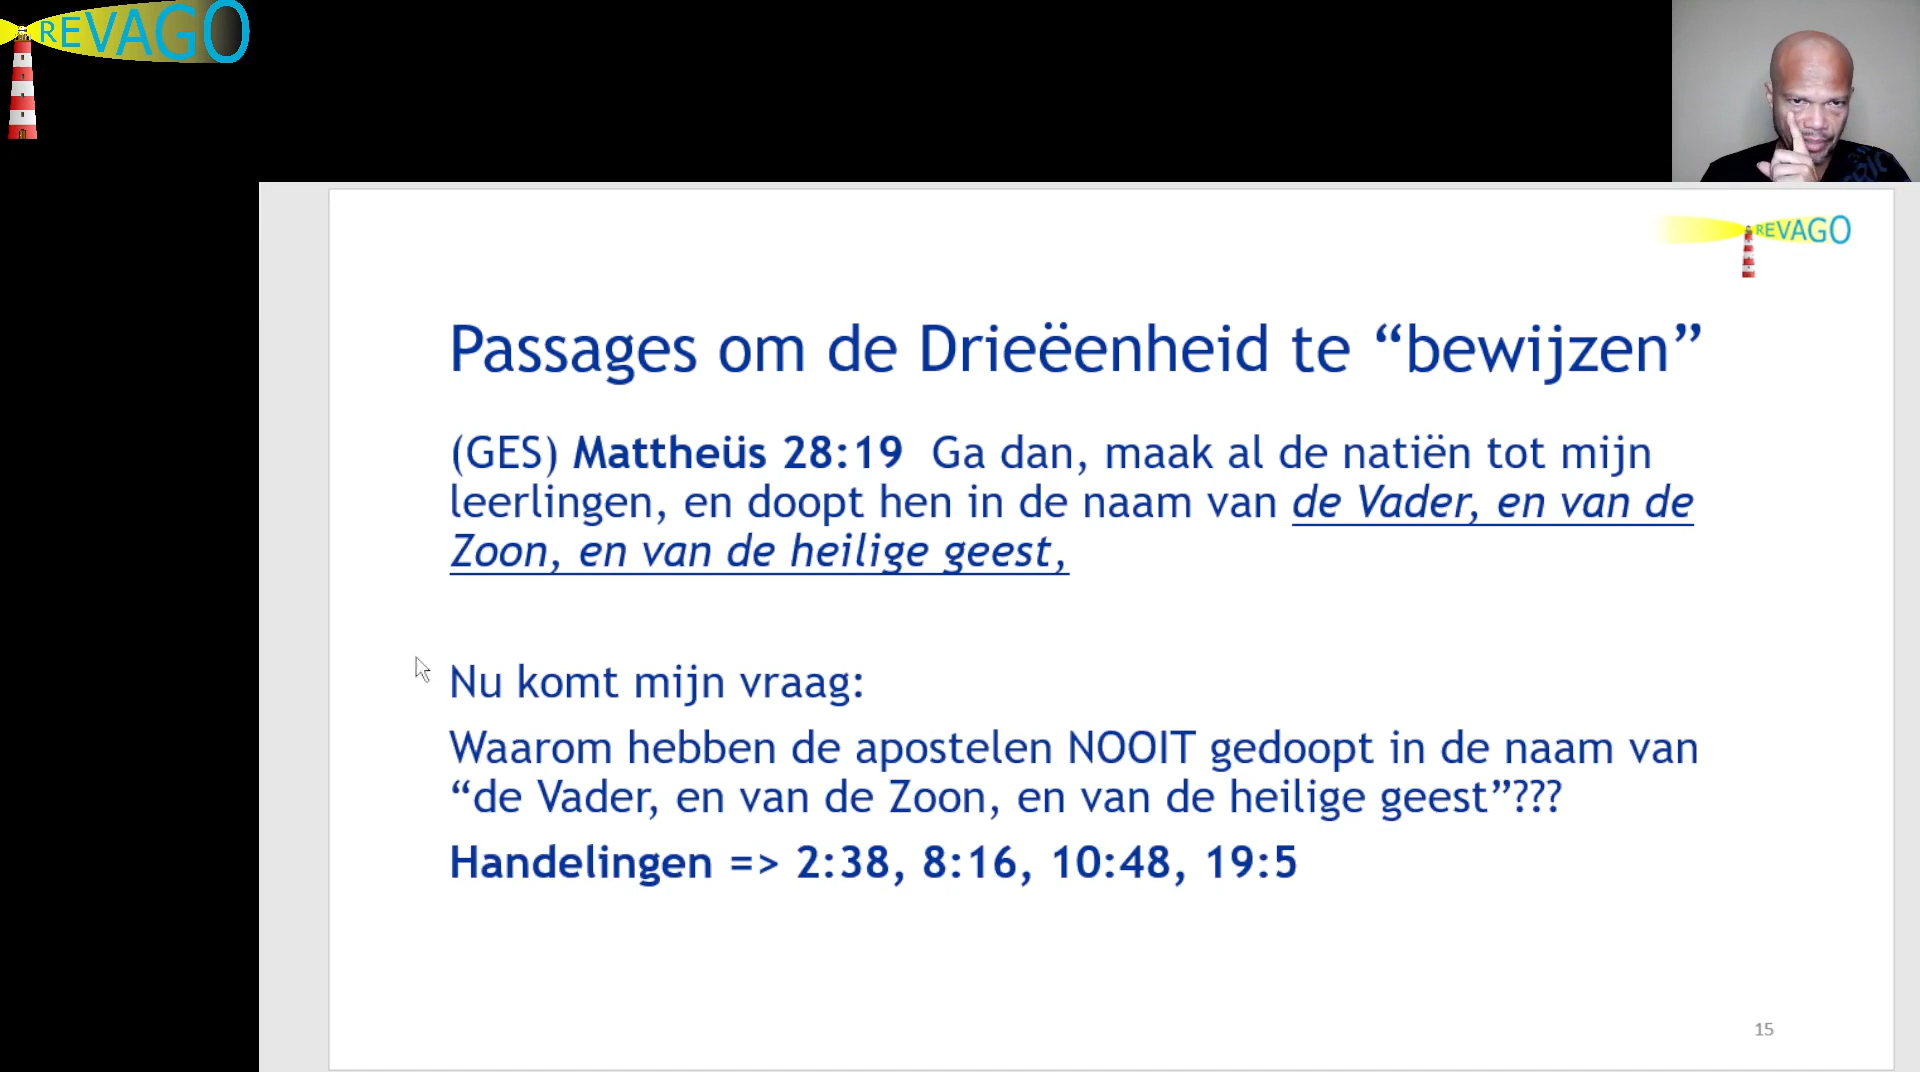 REVAGO
REVAGO
Passages om de Drieëenheid te “bewijzen”
(GES) Mattheüs 28:19 Ga dan, maak al de natiën tot mijn
leerlingen, en doopt hen in de naam van de Vader, en van de
Zoon, en van de heilige geest,
Nu komt mijn vraag:
Waarom hebben de apostelen NOOIT gedoopt in de naam van
“de Vader, en van de Zoon, en van de heilige geest”???
Handelingen => 2:38, 8:16, 10:48, 19:5
15